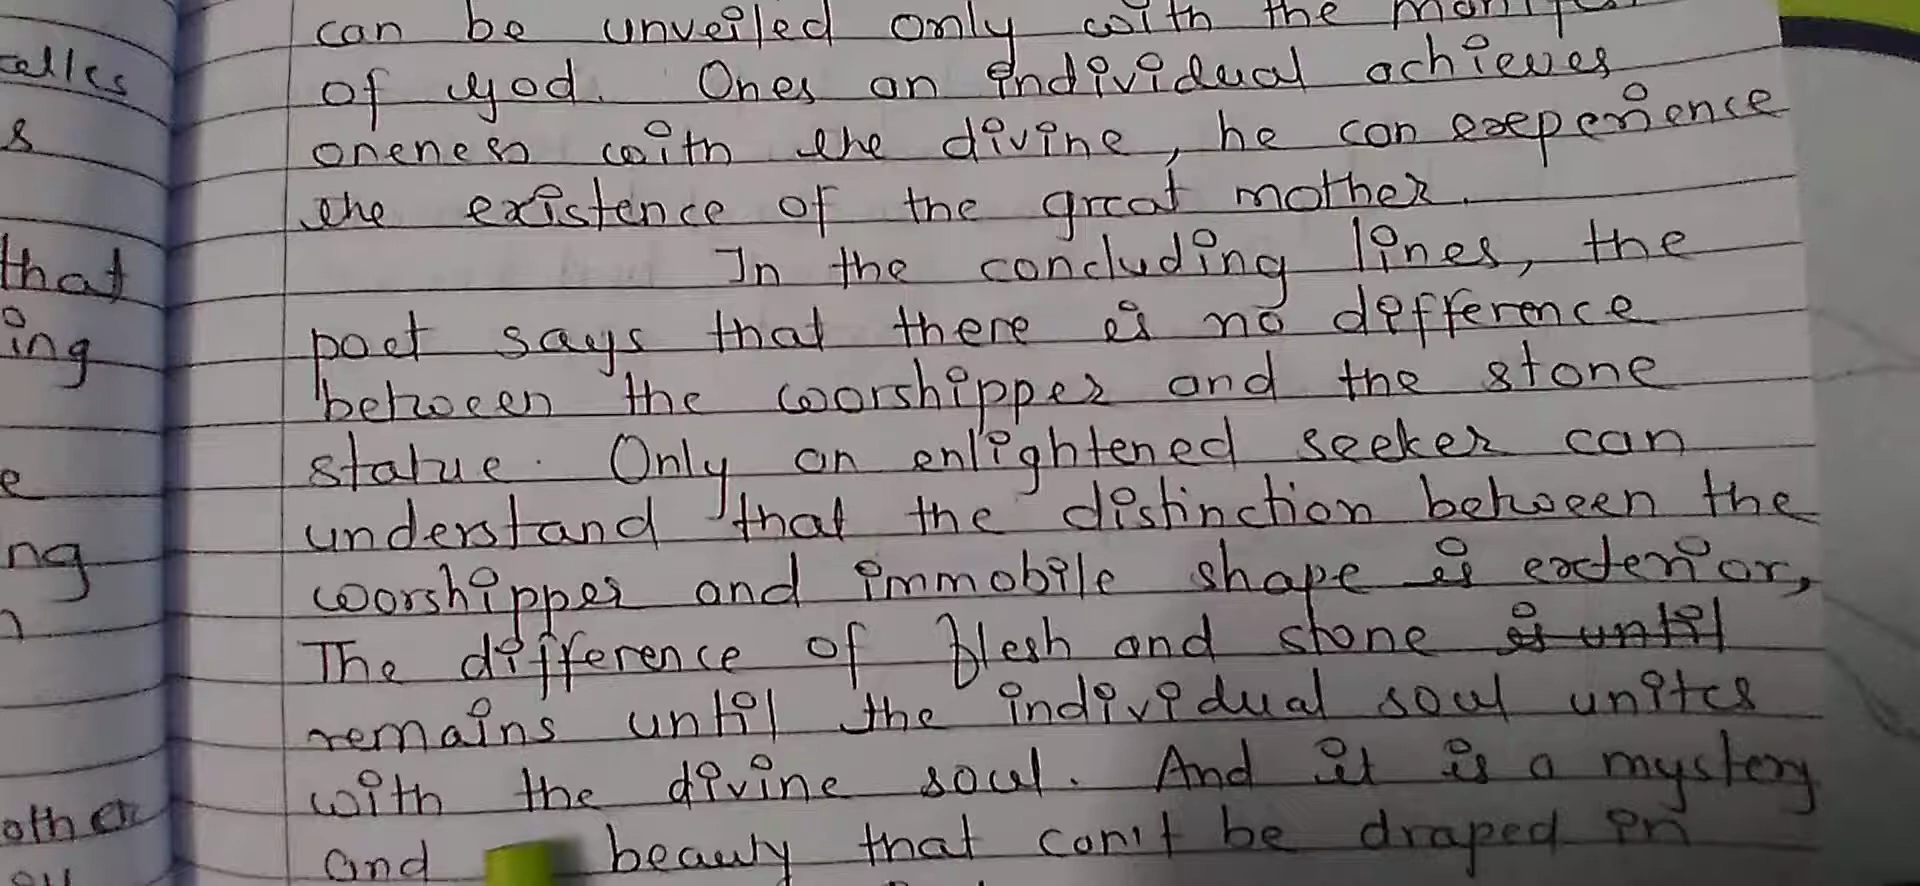 can be unveiled only with the
of god. Ones an individual achieves
oneness with the divine, he can experience
the existence of the great mother.
In the concluding lines, the
poet says that there is no difference
between the worshipper and the stone
statue. Only an enlightened seeker can
understand that the distinction between the
worshipper and immobile shape is exterior,
The difference of flesh and stone is until
remains until the individual soul unites
with the divine soul. And it is a mystery
and beauty that can't be draped in
that
ing
e
ng
other